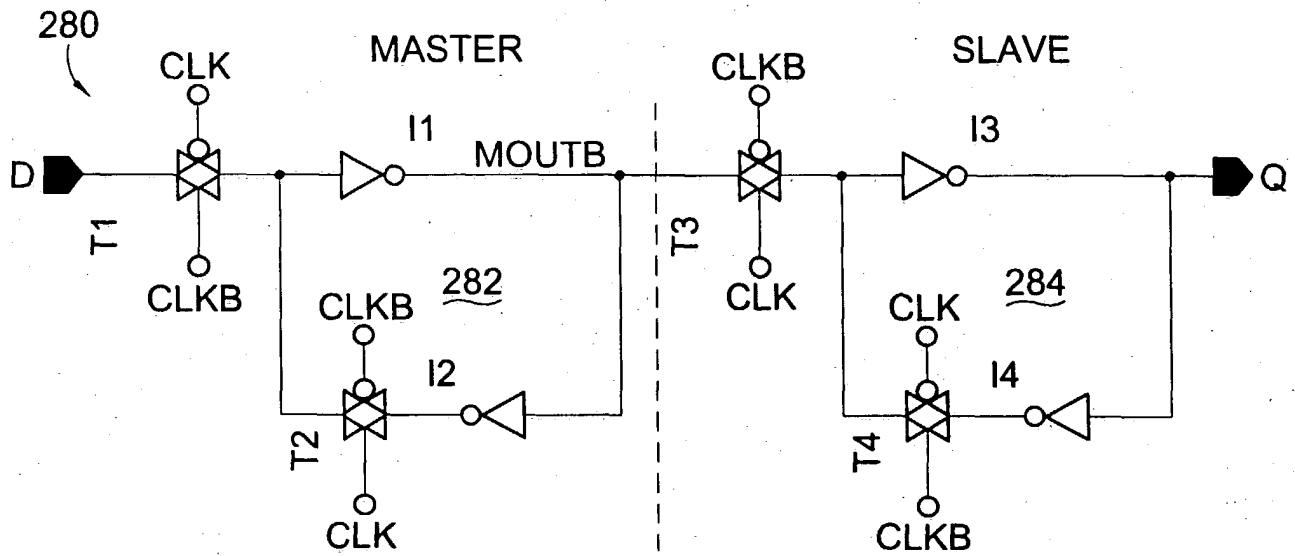 280
MASTER
SLAVE
CLK
CLKB
I1
I3
MOUTB
D
Q
T1
T3
CLKB
CLK
282
284
CLKB
CLK
I2
I4
T2
T4
CLK
CLKB